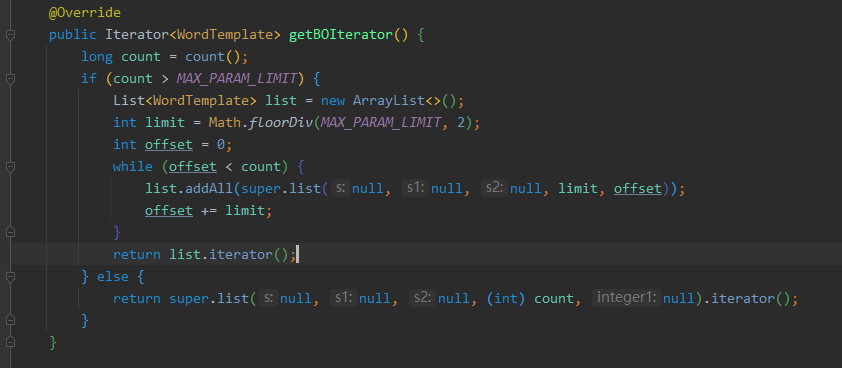 @Override
public Iterator<WordTemplate> getBOIterator() {
long count = count();
if (count > MAX_PARAM_LIMIT) {
List<WordTemplate> list = new ArrayList<>();
int limit = Math.floorDiv(MAX_PARAM_LIMIT, 2);
int offset = 0;
while (offset < count) {
list.addAll(super.list( s: null, s1: null, s2: null, limit, offset));
offset += limit;
}
return list.iterator();
} else {
return super.list( s: null, s1: null, s2: null, (int) count, integer1: null).iterator();
}
}